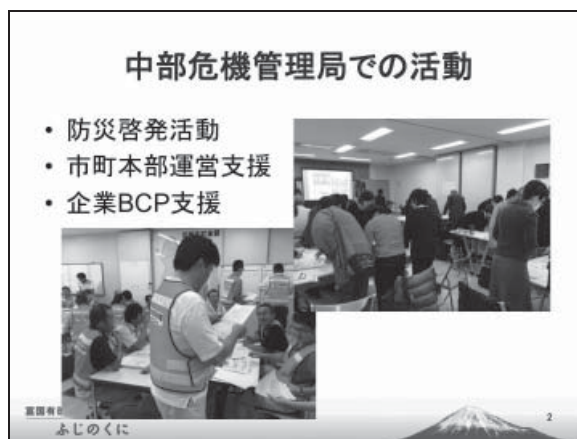 中部危機管理局での活動
• 防災啓発活動
• 市町本部運営支援
• 企業BCP支援
ふじのくに
2